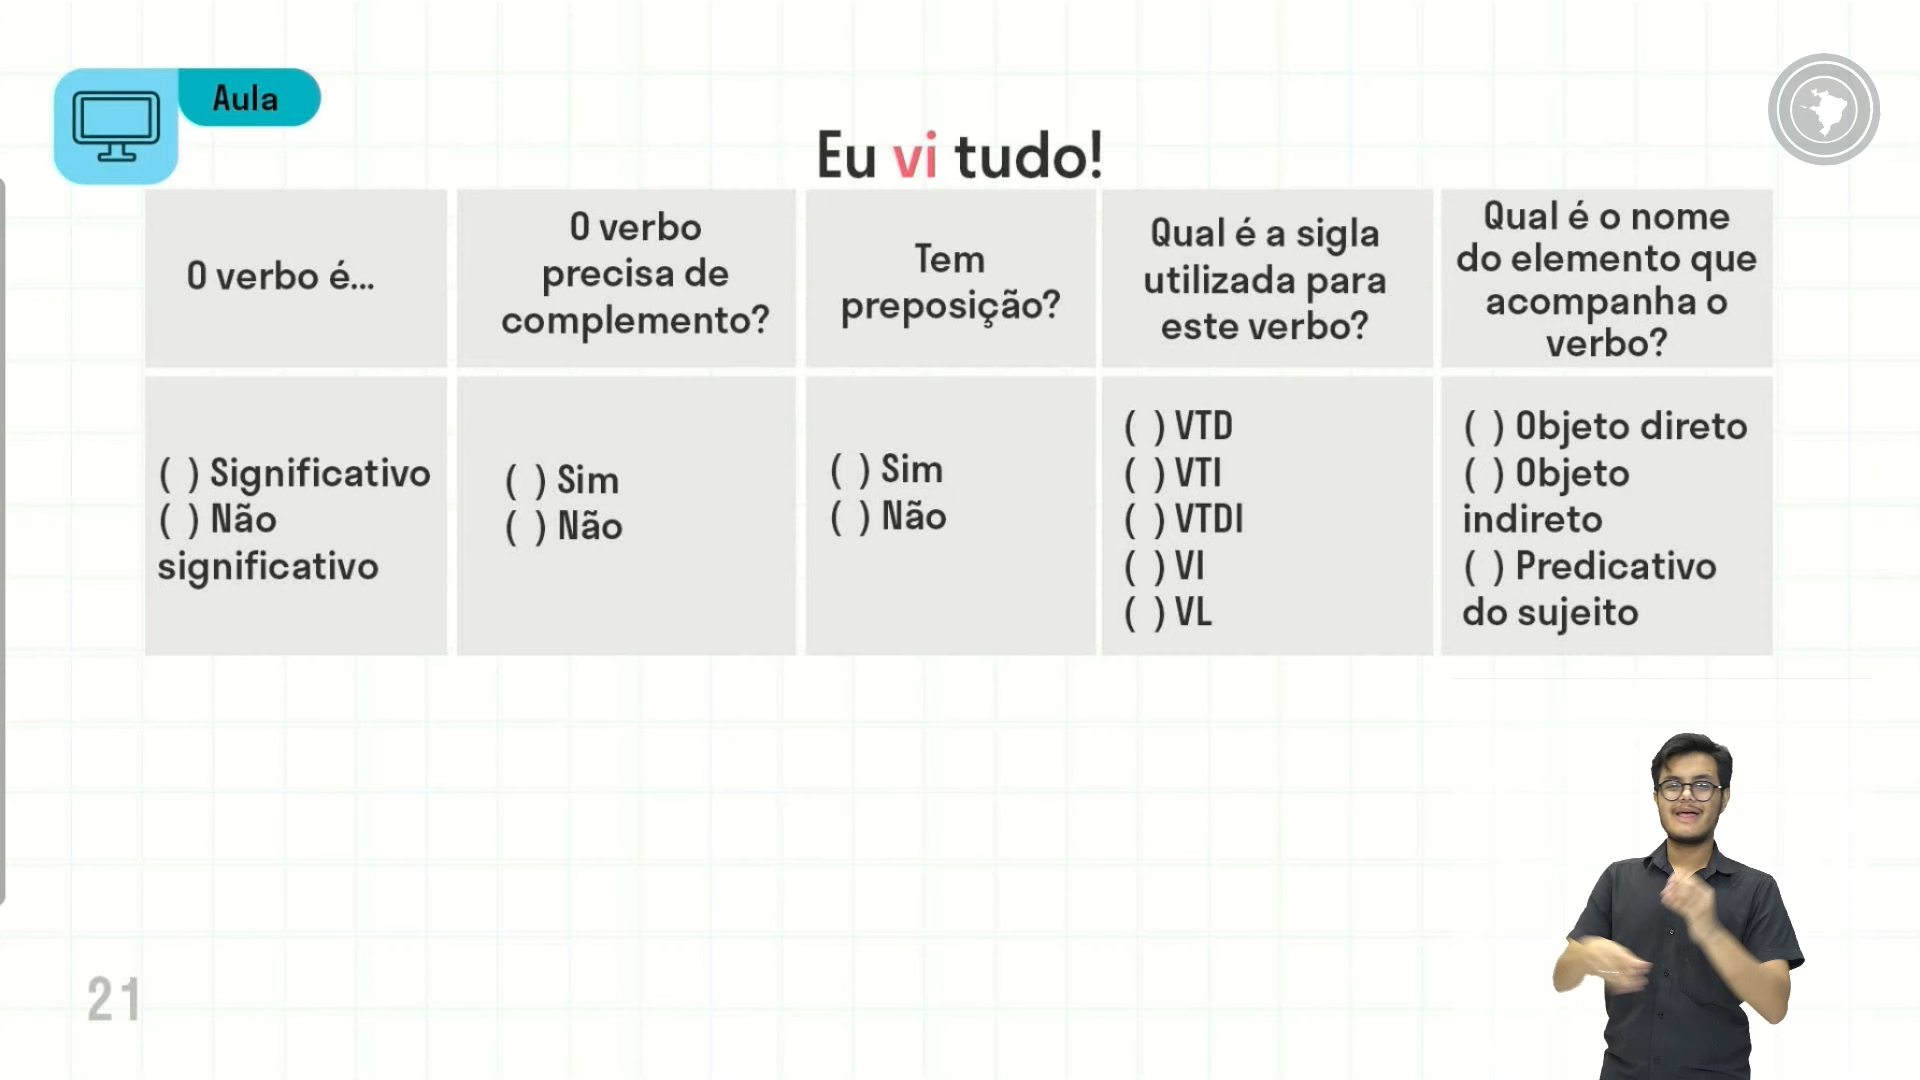 Aula
Eu vi tudo!
O verbo é...
O verbo
precisa de
complemento?
Tem
preposição?
Qual é a sigla
utilizada para
este verbo?
Qual é o nome
do elemento que
acompanha o
verbo?
( ) Significativo
( ) Não
significativo
( ) Sim
( ) Não
( ) Sim
( ) Não
( ) VTD
( ) VTI
( ) VTDI
( ) VI
( ) VL
( ) Objeto direto
( ) Objeto
indireto
( ) Predicativo
do sujeito
21